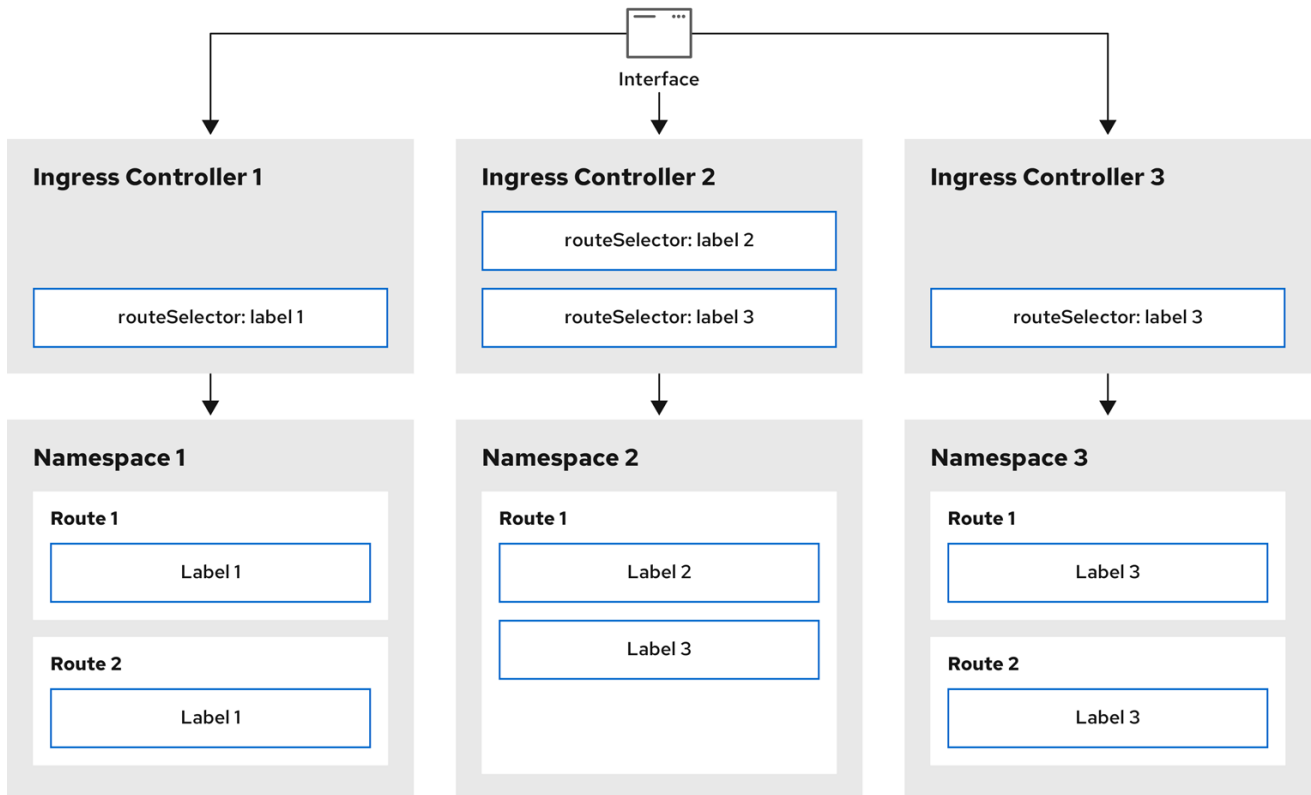 Interface
Ingress Controller 1
routeSelector: label 1
Ingress Controller 2
routeSelector: label 2
routeSelector: label 3
Ingress Controller 3
routeSelector: label 3
Namespace 1
Route 1
Label 1
Route 2
Label 1
Namespace 2
Route 1
Label 2
Label 3
Namespace 3
Route 1
Label 3
Route 2
Label 3